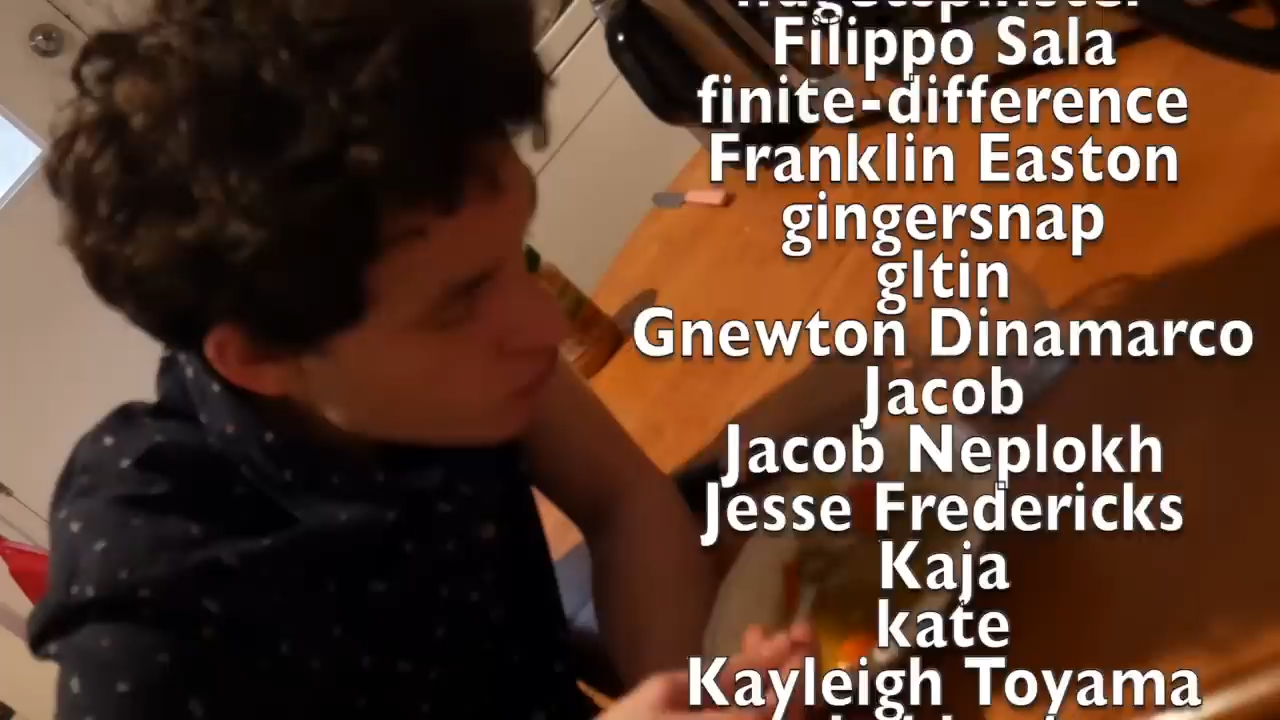 Filippo Sala
finite-difference
Franklin Easton
gingersnap
gltin
Gnewton Dinamarco
Jacob
Jacob Neplokh
Jesse Fredericks
Kaja
kate
Kayleigh Toyama